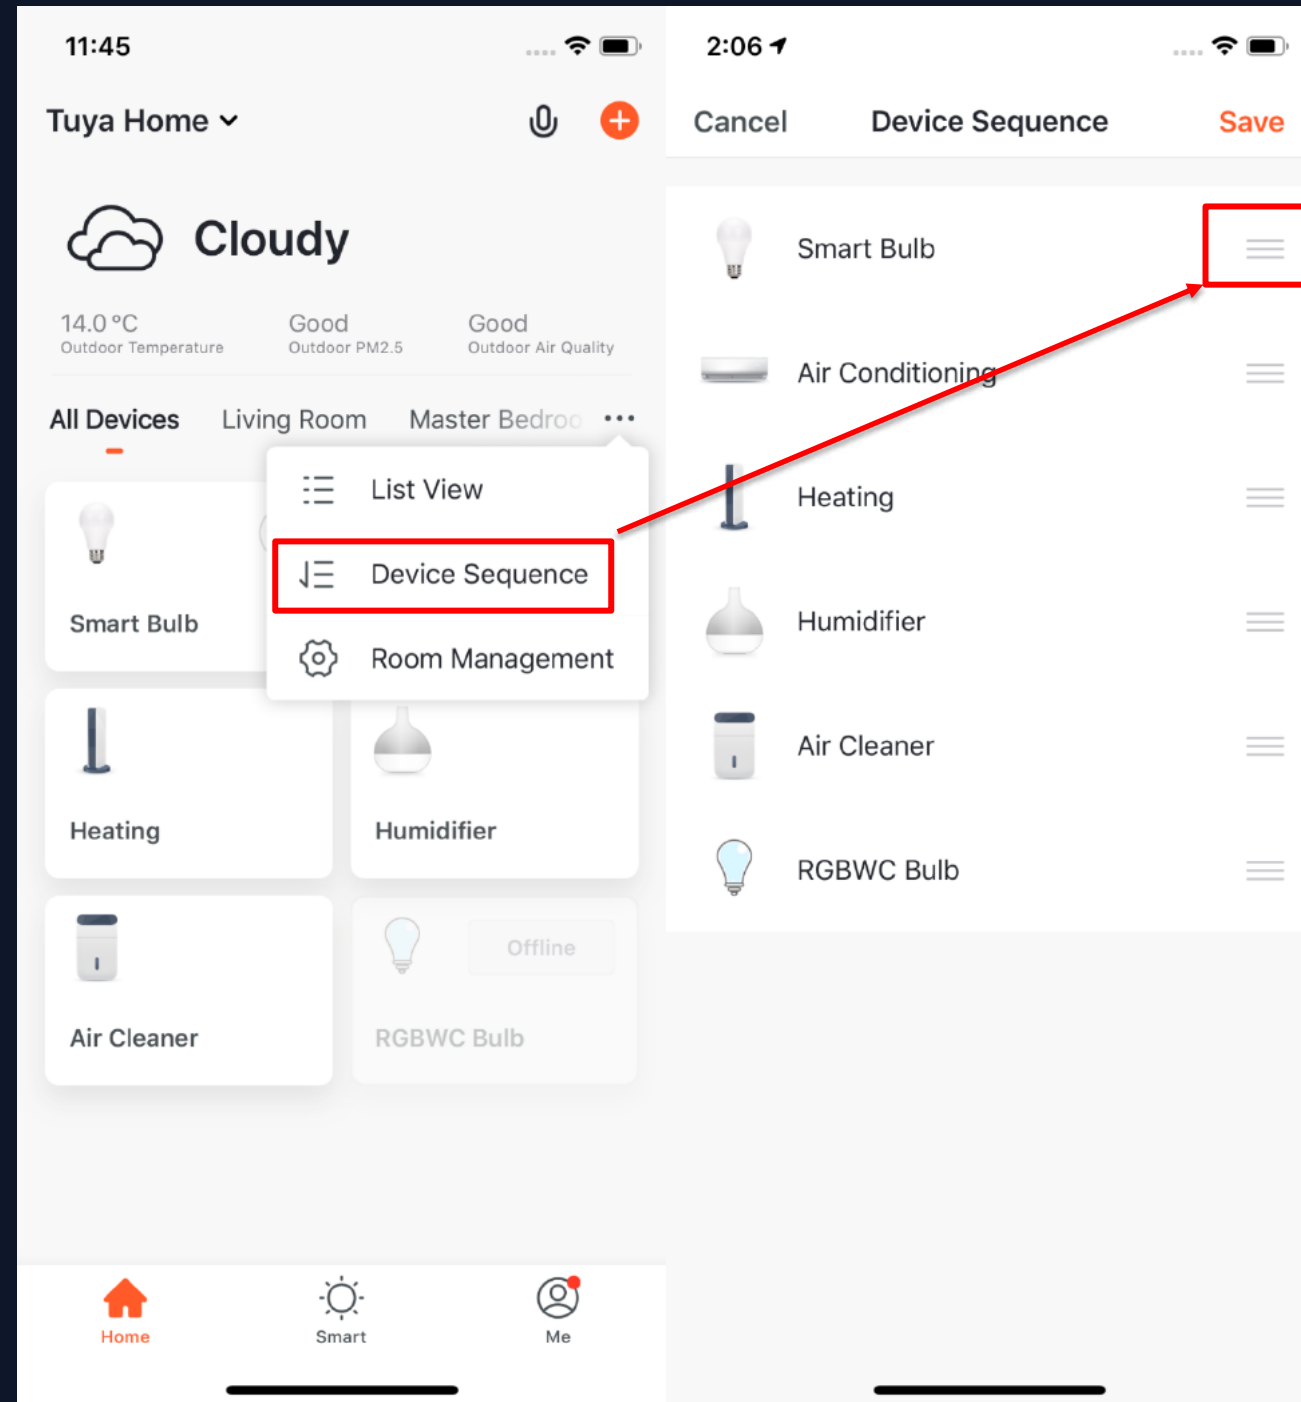 11:45
Tuya Home
Cloudy
14.0 °C Good Good
Outdoor Temperature Outdoor PM2.5 Outdoor Air Quality
All Devices Living Room Master Bedroo
List View
Device Sequence
Room Management
Smart Bulb
Heating Humidifier
Offline
Air Cleaner RGBWC Bulb
Home Smart Me
2:06
Cancel Device Sequence Save
Smart Bulb
Air Conditioning
Heating
Humidifier
Air Cleaner
RGBWC Bulb